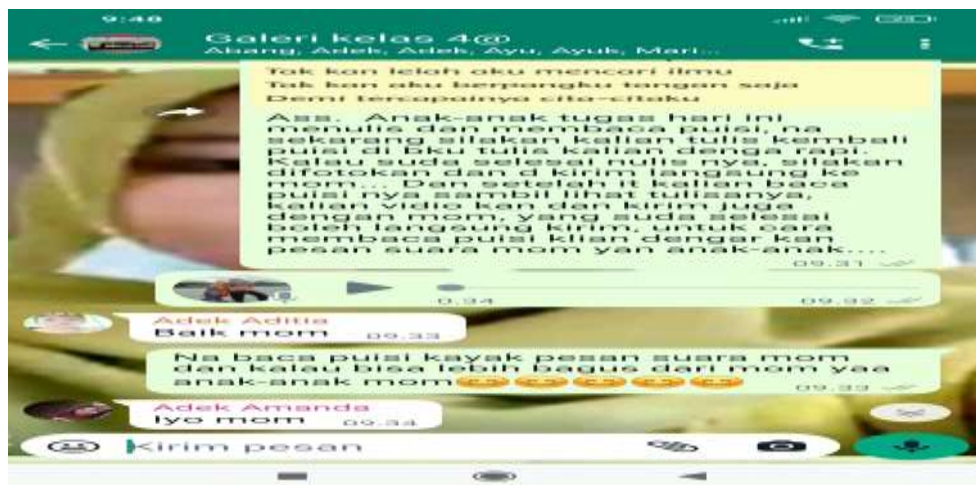 9:48
Galeri kelas 4@
Abang, Adek, Adek, Ayu, Ayuk, Mari...
Tak kan lelah aku mencari ilmu
Tak kan aku berpangku tangan saja
Demi tercapainya cita-citaku
Ass.. Anak-anak tugas hari ini
menulis dan membaca puisi, na
sekarang silakan kalian tulis kembali
puisi di bku tulis kalian dengan rapi.
Kalau suda selesai nulis nya, silakan
difotokan dan d kirim langsung ke
mom... Dan setelah it kalian baca
puisi nya sambil lihat tulisanya,
kalian vidio kan dan kirim juga
dengan mom, yang suda selesai
boleh langsung kirim, untuk cara
membaca puisi klian dengar kan
pesan suara mom yan anak-anak....
09.31
0:34
09.32
Adek Aditia
Baik mom 09.33
Na baca puisi kayak pesan suara mom
dan kalau bisa lebih bagus dari mom yaa
anak-anak mom
09.33
Adek Amanda
Iyo mom 09.34
Kirim pesan